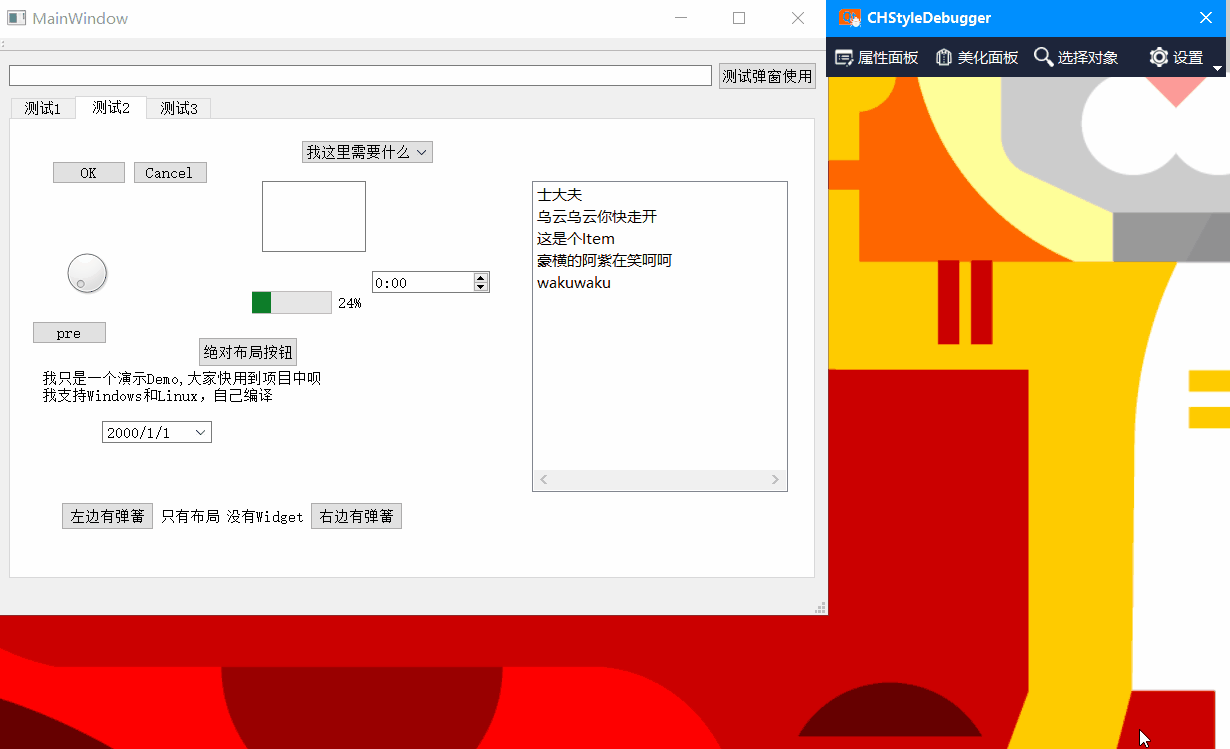 MainWindow
CHStyleDebugger
属性面板 美化面板 选择对象 设置
测试弹窗使用
测试1 测试2 测试3
我这里需要什么
OK Cancel
士大夫
乌云乌云你快走开
这是个Item
豪横的阿紫在笑呵呵
wakuwaku
0:00
24%
pre
绝对布局按钮
我只是一个演示Demo,大家快用到项目中呗
我支持Windows和Linux，自己编译
2000/1/1
左边有弹簧 只有布局 没有Widget 右边有弹簧